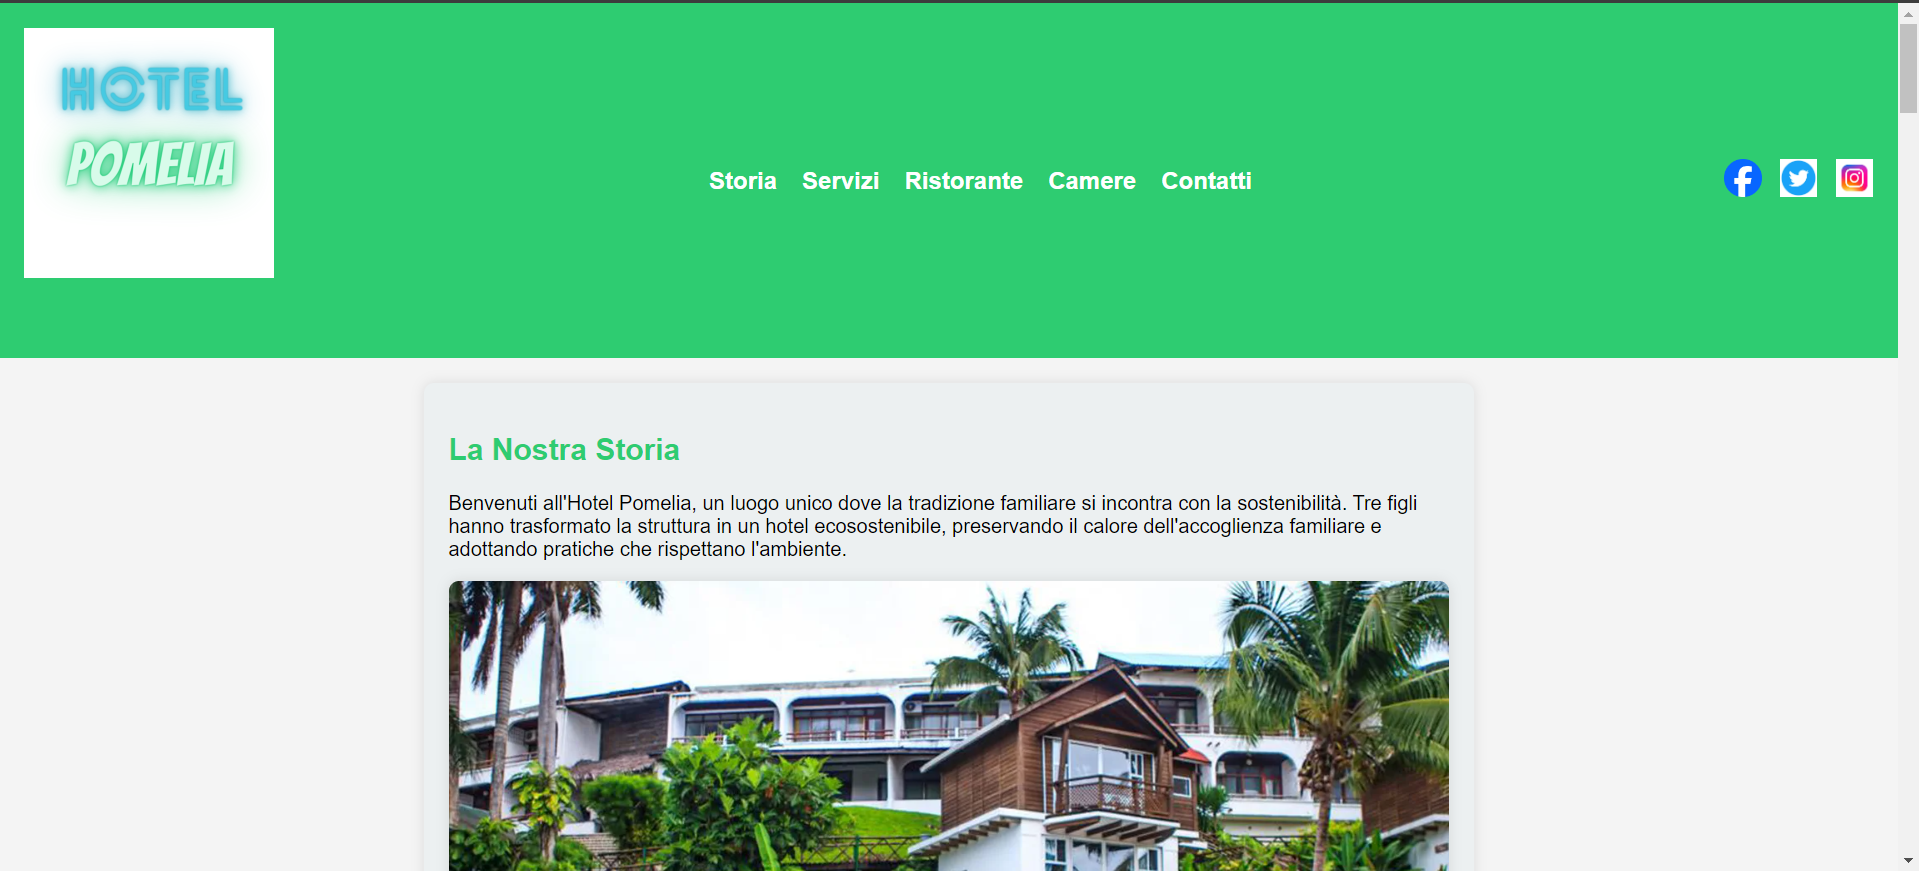 HOTEL
POMELIA
Storia Servizi Ristorante Camere Contatti
La Nostra Storia
Benvenuti all'Hotel Pomelia, un luogo unico dove la tradizione familiare si incontra con la sostenibilità. Tre figli
hanno trasformato la struttura in un hotel ecosostenibile, preservando il calore dell'accoglienza familiare e
adottando pratiche che rispettano l'ambiente.